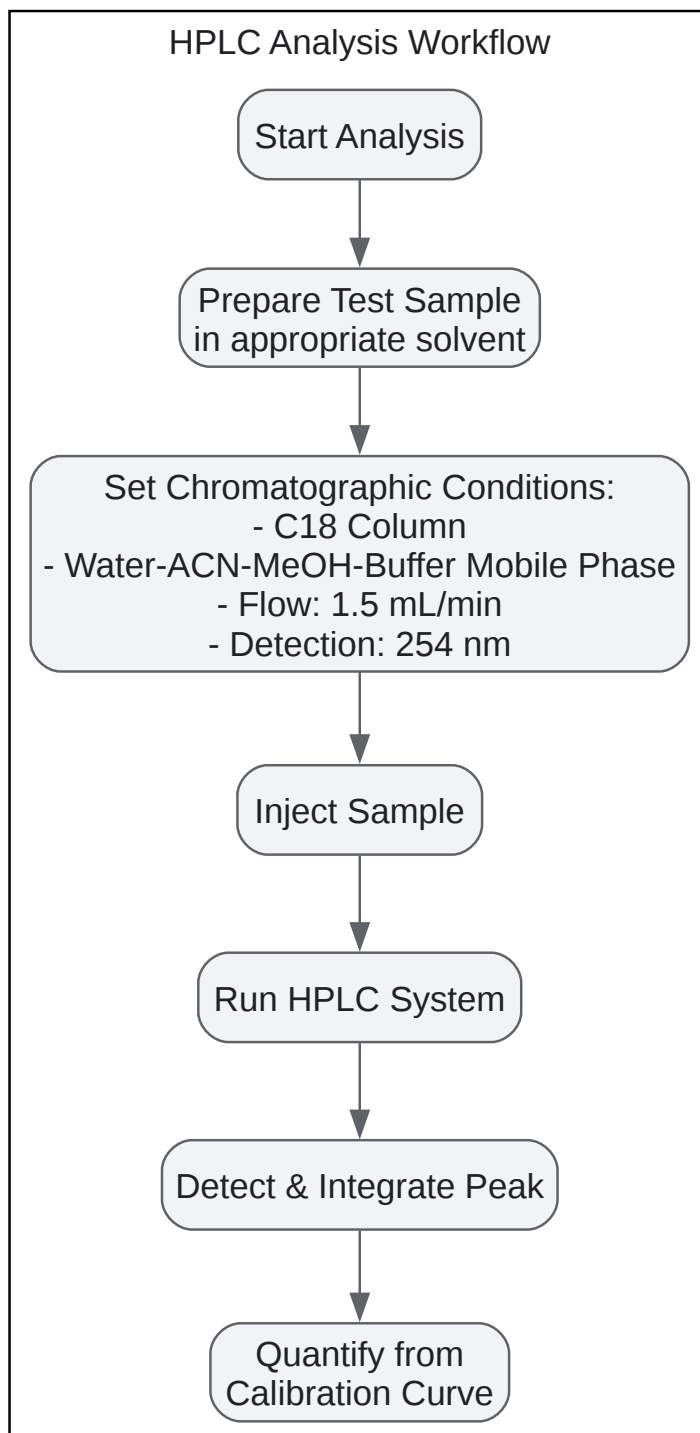 HPLC Analysis Workflow
Start Analysis
Prepare Test Sample
in appropriate solvent
Set Chromatographic Conditions:
- C18 Column
- Water-ACN-MeOH-Buffer Mobile Phase
- Flow: 1.5 mL/min
- Detection: 254 nm
Inject Sample
Run HPLC System
Detect & Integrate Peak
Quantify from
Calibration Curve